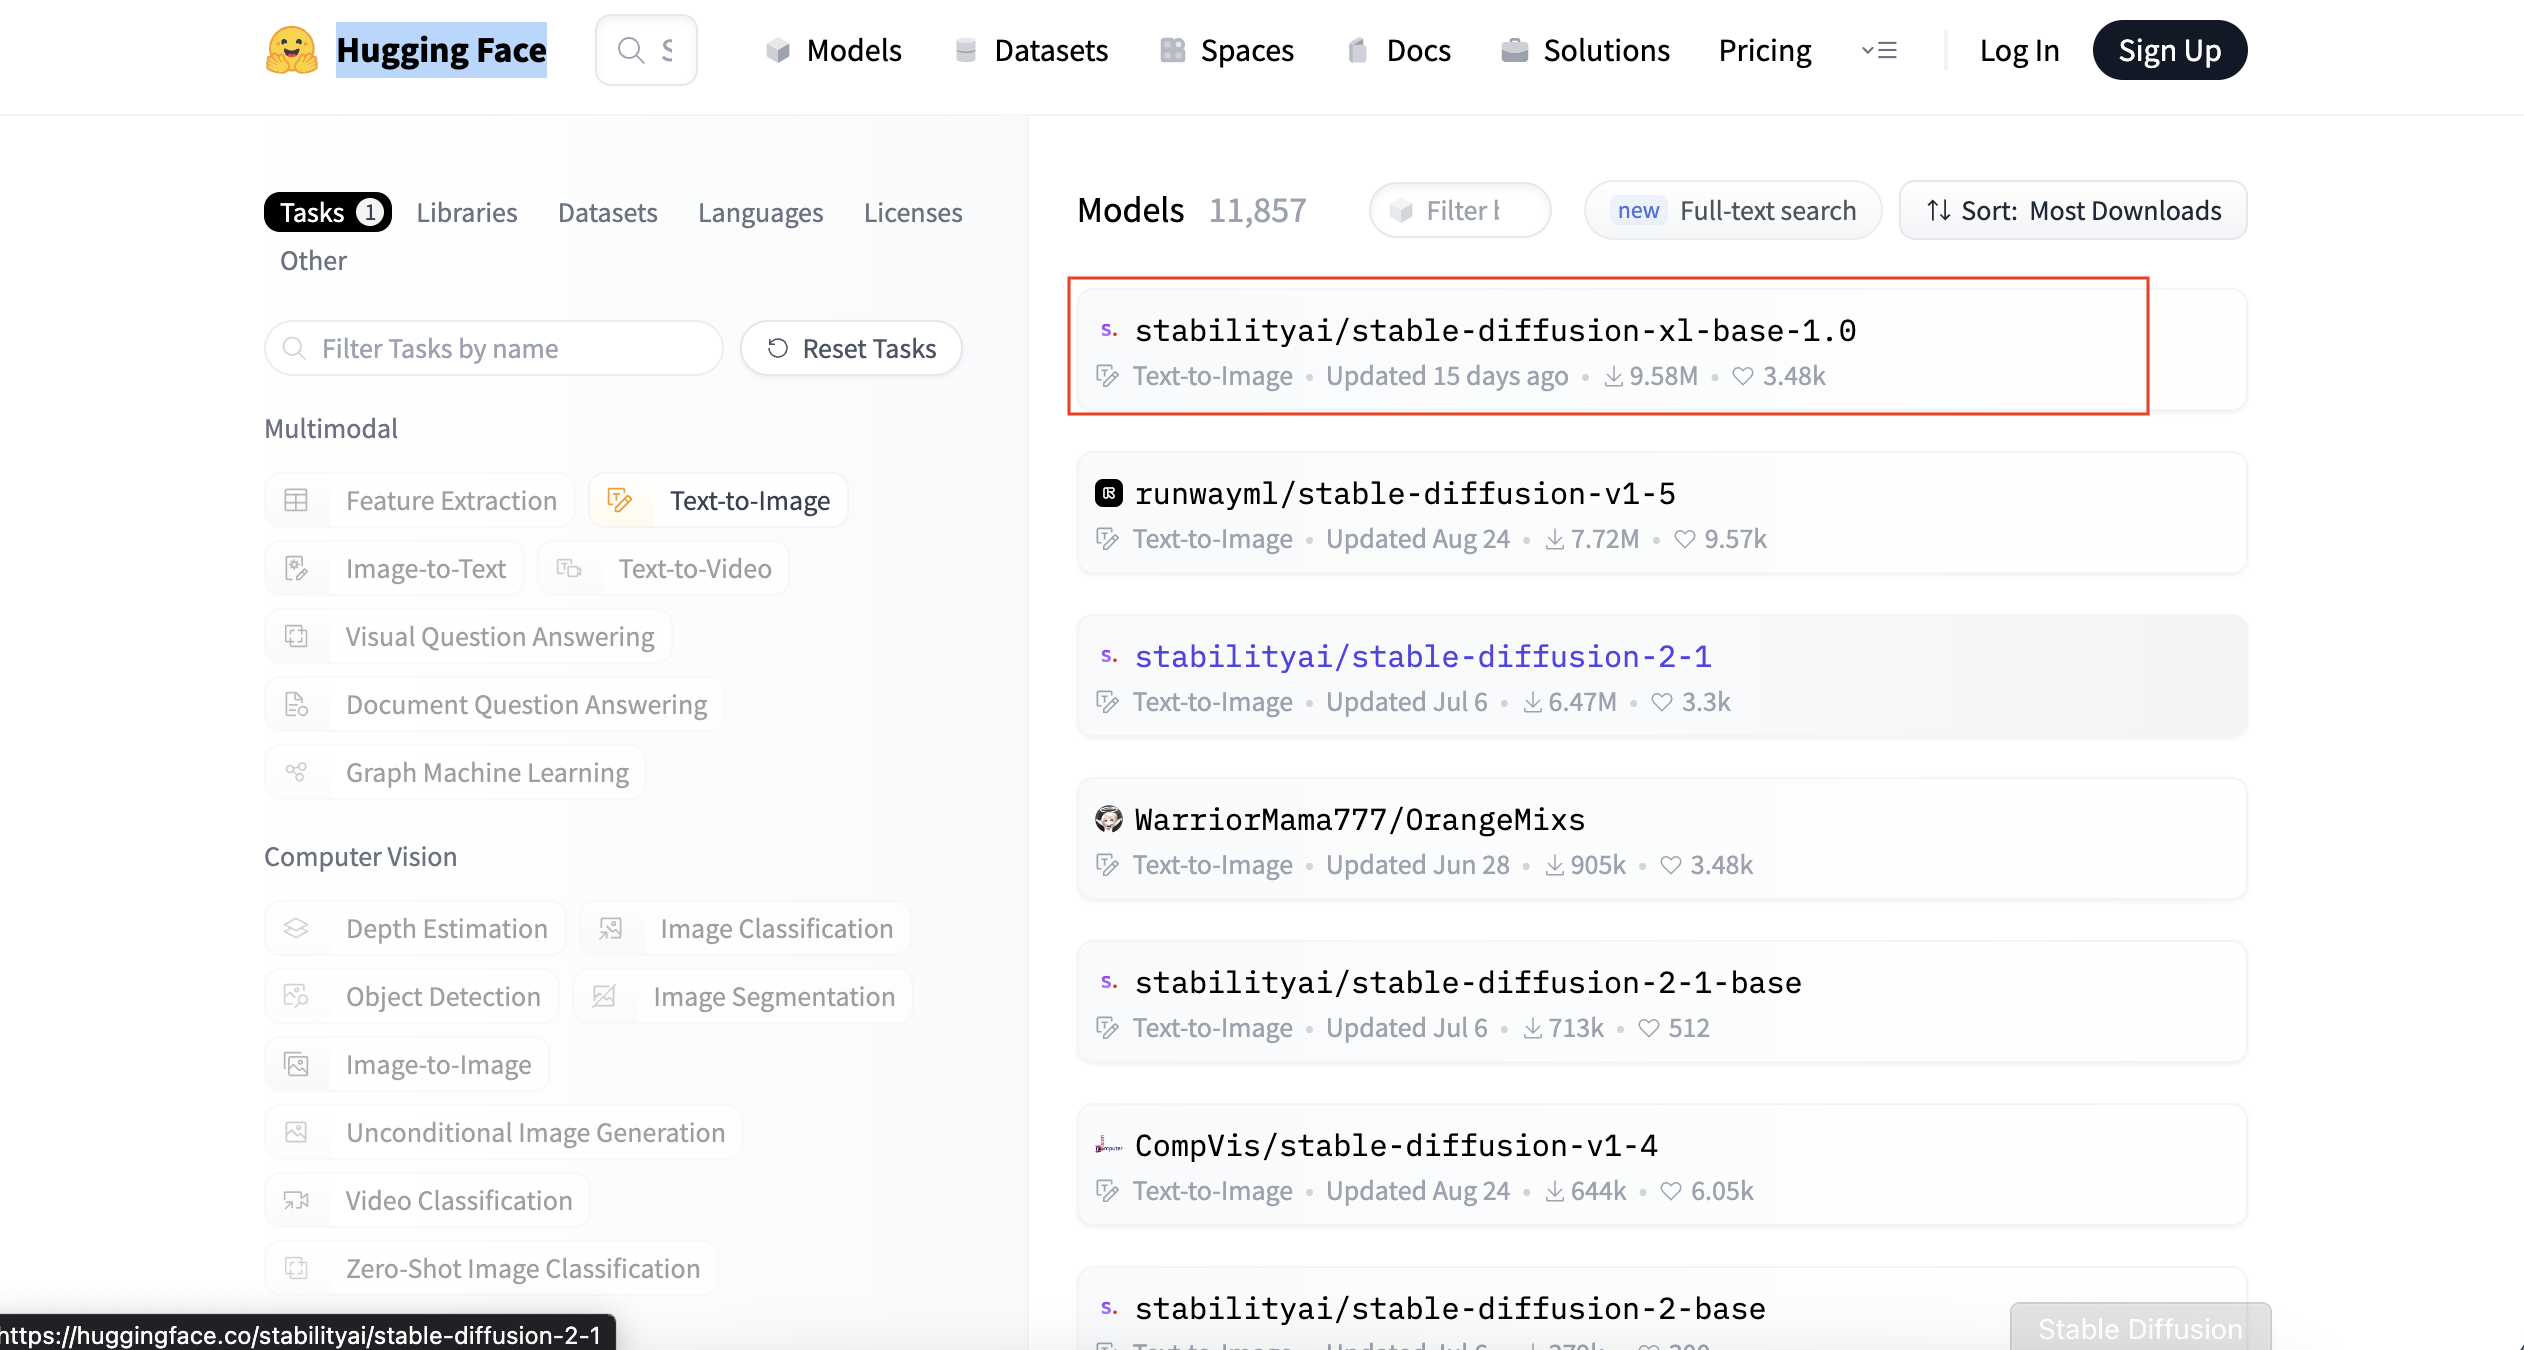 Hugging Face S Models Datasets Spaces Docs Solutions Pricing Log In Sign Up
Tasks 1 Libraries Datasets Languages Licenses
Other
Filter Tasks by name Reset Tasks
Multimodal
Feature Extraction Text-to-Image
Image-to-Text Text-to-Video
Visual Question Answering
Document Question Answering
Graph Machine Learning
Computer Vision
Depth Estimation Image Classification
Object Detection Image Segmentation
Image-to-Image
Unconditional Image Generation
Video Classification
Zero-Shot Image Classification
https://huggingface.co/stabilityai/stable-diffusion-2-1
Models 11,857 Filter new Full-text search Sort: Most Downloads
S. stabilityai/stable-diffusion-xl-base-1.0
Text-to-Image • Updated 15 days ago • 9.58M • 3.48k
runwayml/stable-diffusion-v1-5
Text-to-Image • Updated Aug 24 • 7.72M • 9.57k
S. stabilityai/stable-diffusion-2-1
Text-to-Image • Updated Jul 6 • 6.47M • 3.3k
WarriorMama777/OrangeMixs
Text-to-Image • Updated Jun 28 • 905k • 3.48k
S. stabilityai/stable-diffusion-2-1-base
Text-to-Image • Updated Jul 6 • 713k • 512
CompVis/stable-diffusion-v1-4
Text-to-Image • Updated Aug 24 • 644k • 6.05k
S. stabilityai/stable-diffusion-2-base
Text-to-Image • Updated Jul 6
Stable Diffusion